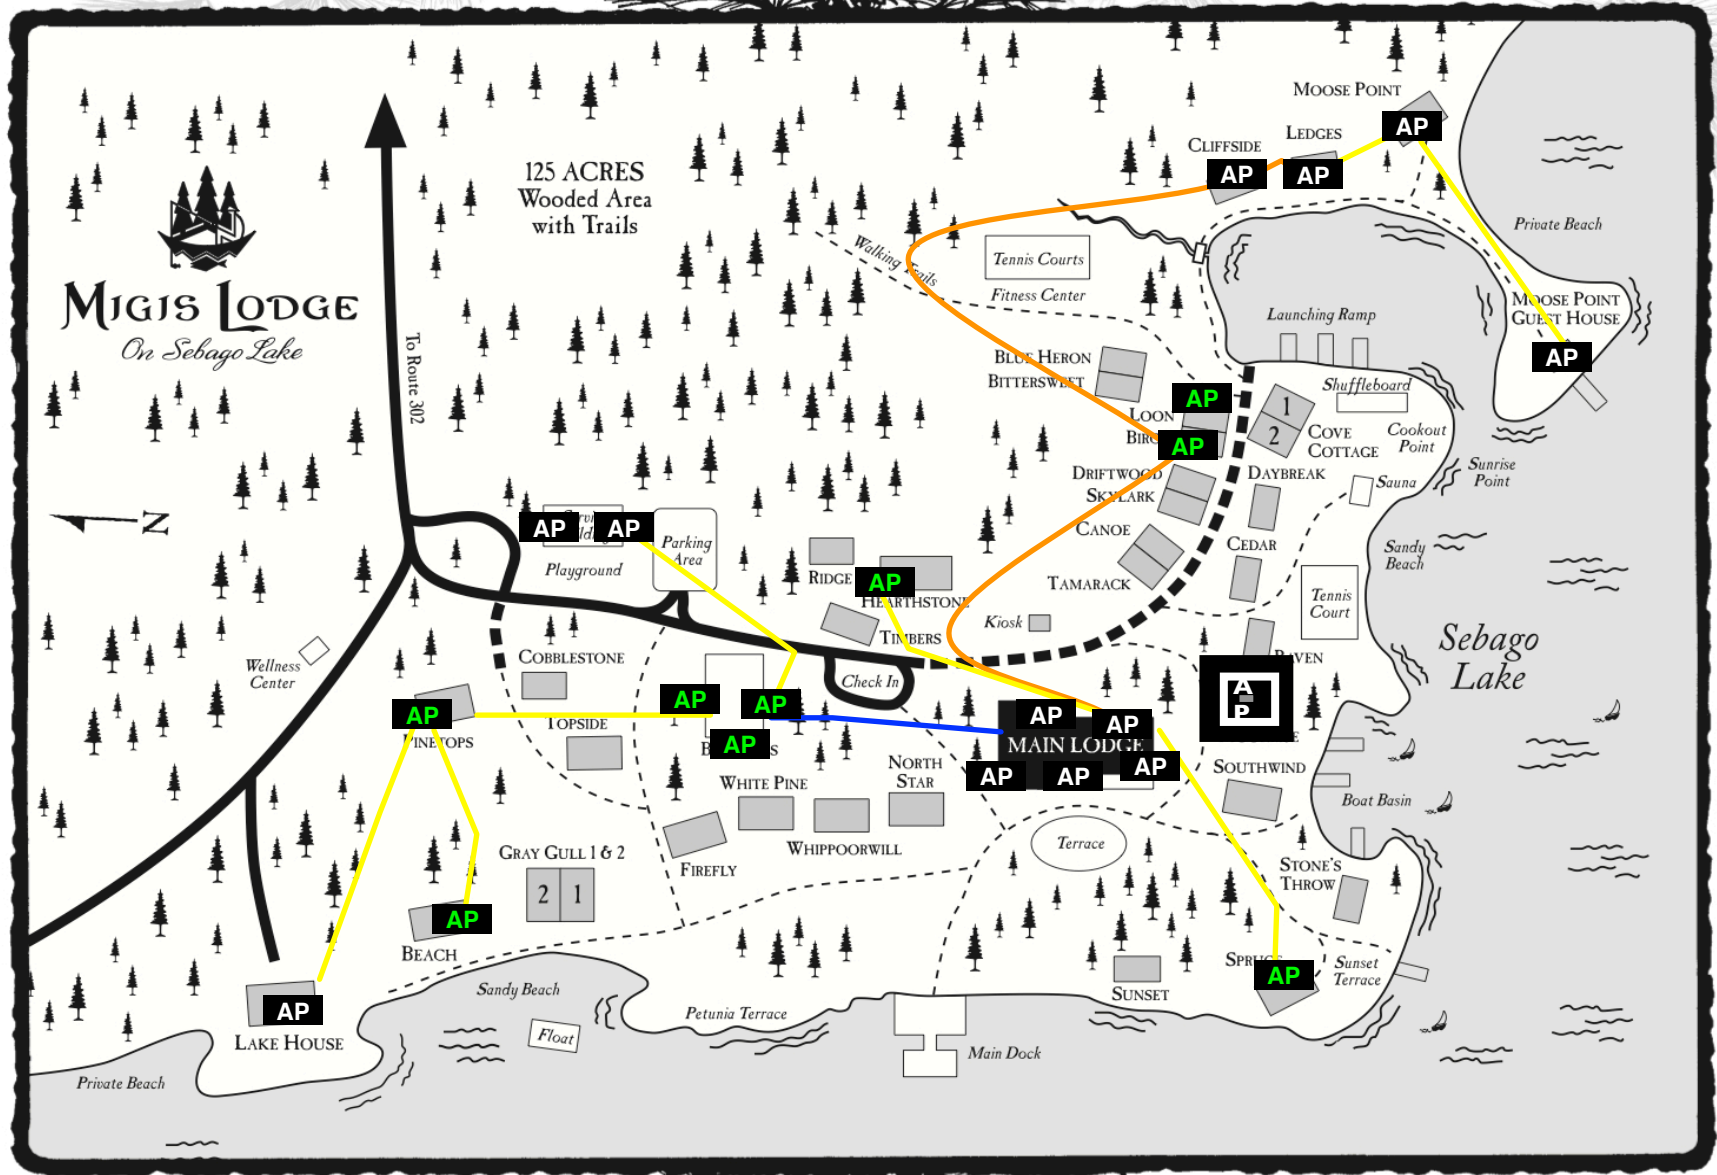 MOOSE POINT
AP
LEDGES
CLIFFSIDE
AP
AP
125 ACRES
Wooded Area
with Trails
Private Beach
Walking Trails
Tennis Courts
Fitness Center
MIGIS LODGE
On Sebago Lake
MOOSE POINT
GUEST HOUSE
AP
Launching Ramp
To Route 302
BLUE HERON
BITTERSWEET
Shuffleboard
AP
LOON
1
2
COVE
COTTAGE
Cookout
Point
AP
DRIFTWOOD
SKYLARK
DAYBREAK
Sauna
Sunrise
Point
N
AP
AP
Parking
Area
Playground
CANOE
CEDAR
Sandy
Beach
RIDGE
AP
HEARTHSTONE
TAMARACK
Tennis
Court
Kiosk
TIMBERS
Sebago
Lake
Wellness
Center
COBBLESTONE
RAVEN
Check In
AP
AP
AP
AP
AP
AP
PINETOPS
TOPSIDE
AP
MAIN LODGE
AP
AP
AP
WHITE PINE
NORTH
STAR
SOUTHWIND
Boat Basin
WHIPPOORWILL
Terrace
FIREFLY
GRAY GULL 1 & 2
2
1
STONE'S
THROW
AP
BEACH
AP
SUNSET
Sunset
Terrace
Sandy Beach
AP
LAKE HOUSE
Float
Petunia Terrace
Main Dock
Private Beach